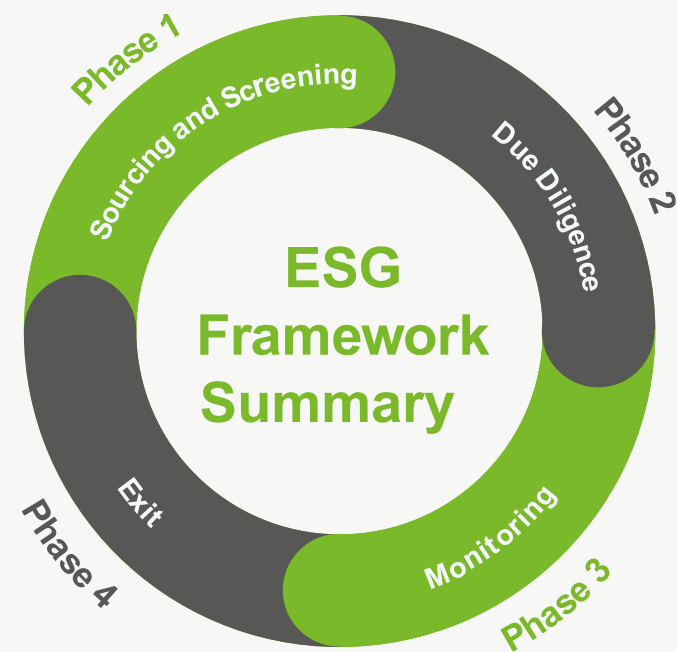 Phase 1
Sourcing and Screening
Phase 2
Due Diligence
ESG
Framework
Summary
Monitoring
Phase 3
Exit
Phase 4